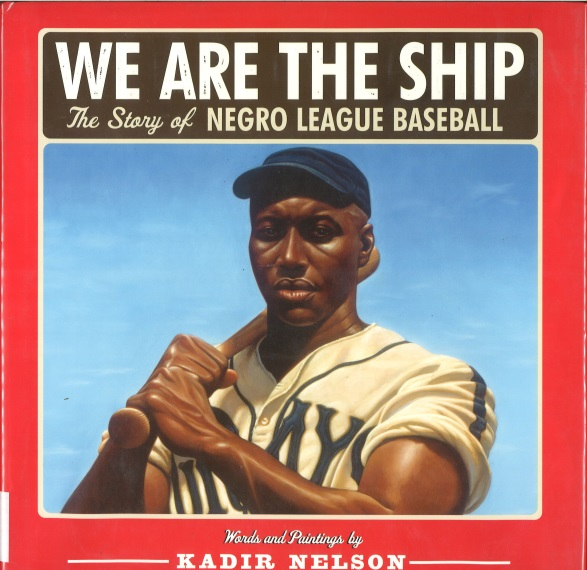 WE ARE THE SHIP
The Story of NEGRO LEAGUE BASEBALL
Words and Paintings by
KADIR NELSON